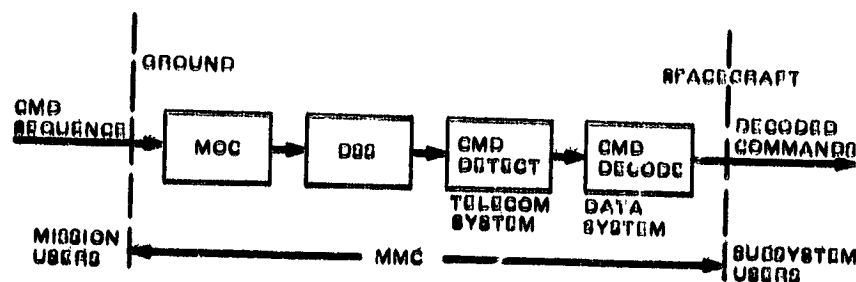 GROUND
SPACECRAFT
CMD
SEQUENCE
MOC
DSS
CMD
DETECT
CMD
DECODE
DECODED
COMMANDS
TELECOM
SYSTEM
DATA
SYSTEM
MISSION
USERS
MMC
SUBSYSTEM
USERS